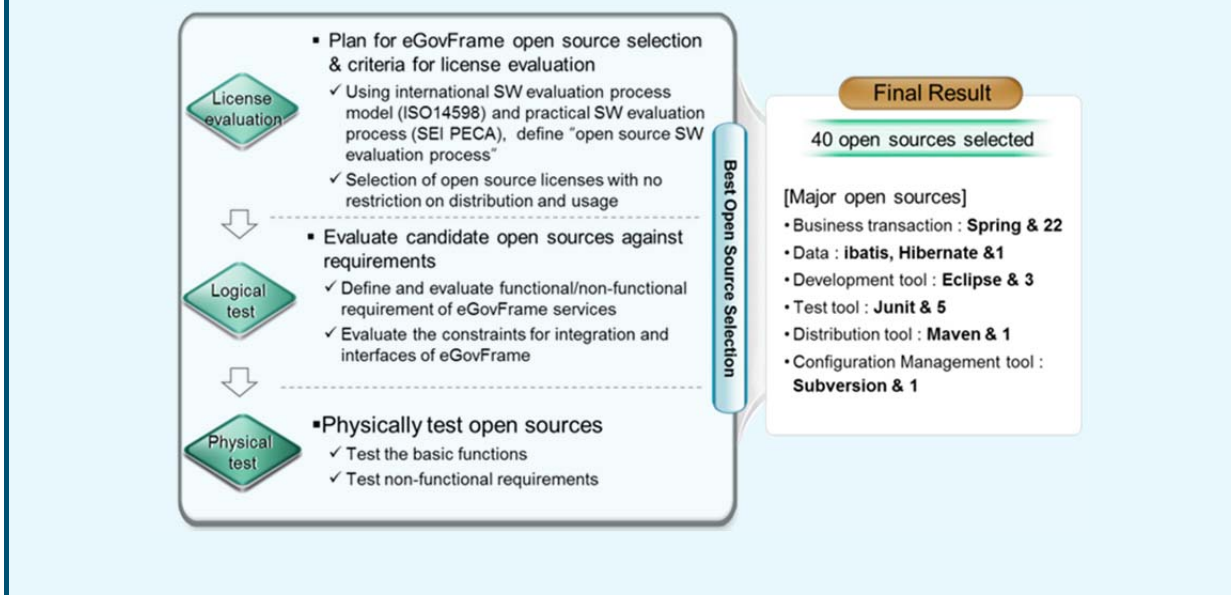 License
evaluation
▪ Plan for eGovFrame open source selection
& criteria for license evaluation
✓ Using international SW evaluation process
model (ISO14598) and practical SW evaluation
process (SEI PECA), define "open source SW
evaluation process"
✓ Selection of open source licenses with no
restriction on distribution and usage
Logical
test
▪ Evaluate candidate open sources against
requirements
✓ Define and evaluate functional/non-functional
requirement of eGovFrame services
✓ Evaluate the constraints for integration and
interfaces of eGovFrame
Physical
test
▪Physically test open sources
✓ Test the basic functions
✓ Test non-functional requirements
Best Open Source Selection
Final Result
40 open sources selected
[Major open sources]
• Business transaction : Spring & 22
• Data : ibatis, Hibernate &1
• Development tool : Eclipse & 3
• Test tool : Junit & 5
• Distribution tool : Maven & 1
• Configuration Management tool :
Subversion & 1